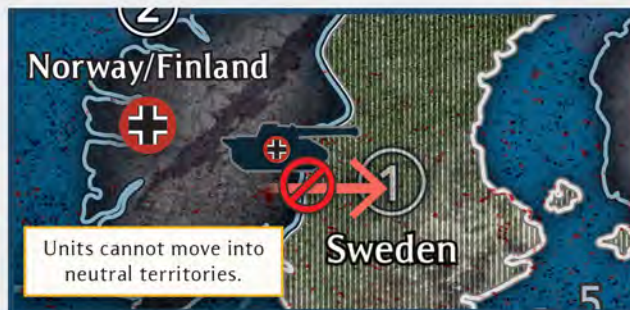 2
Norway/Finland
1
Units cannot move into
neutral territories.
Sweden
5